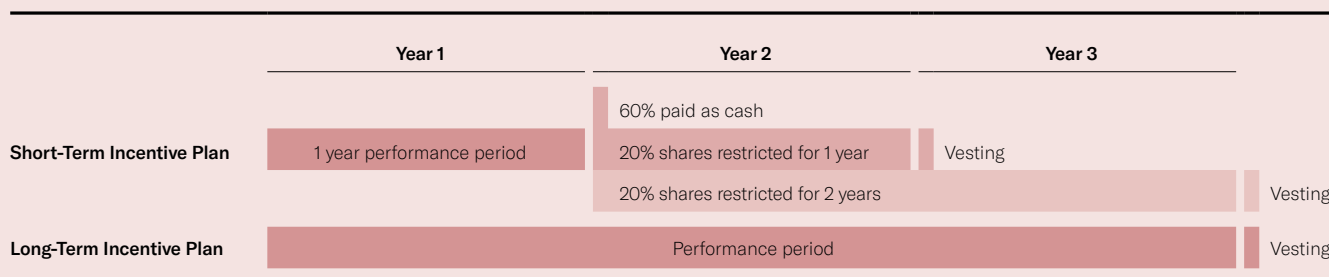 Year 1 Year 2 Year 3
60% paid as cash
Short-Term Incentive Plan 1 year performance period 20% shares restricted for 1 year Vesting
20% shares restricted for 2 years Vesting
Long-Term Incentive Plan Performance period Vesting